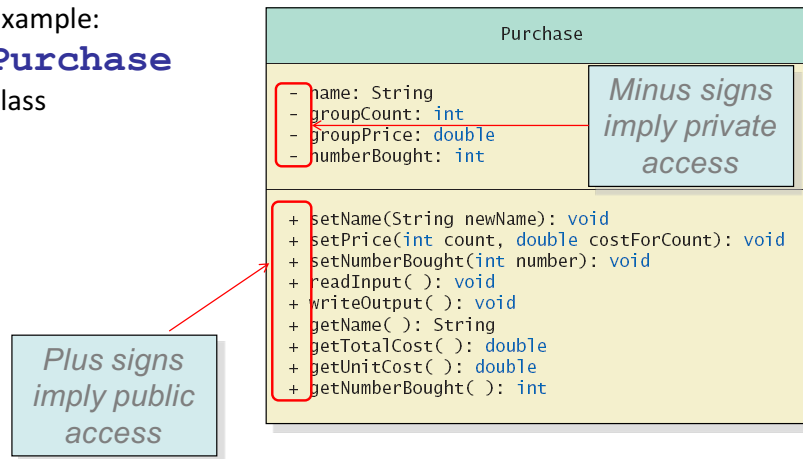 xample:
Purchase
lass
Purchase
- name: String
- groupCount: int
- groupPrice: double
- numberBought: int
Minus signs
imply private
access
+ setName(String newName): void
+ setPrice(int count, double costForCount): void
+ setNumberBought(int number): void
+ readInput( ): void
+ writeOutput( ): void
+ getName( ): String
+ getTotalCost( ): double
+ getUnitCost( ): double
+ getNumberBought( ): int
Plus signs
imply public
access